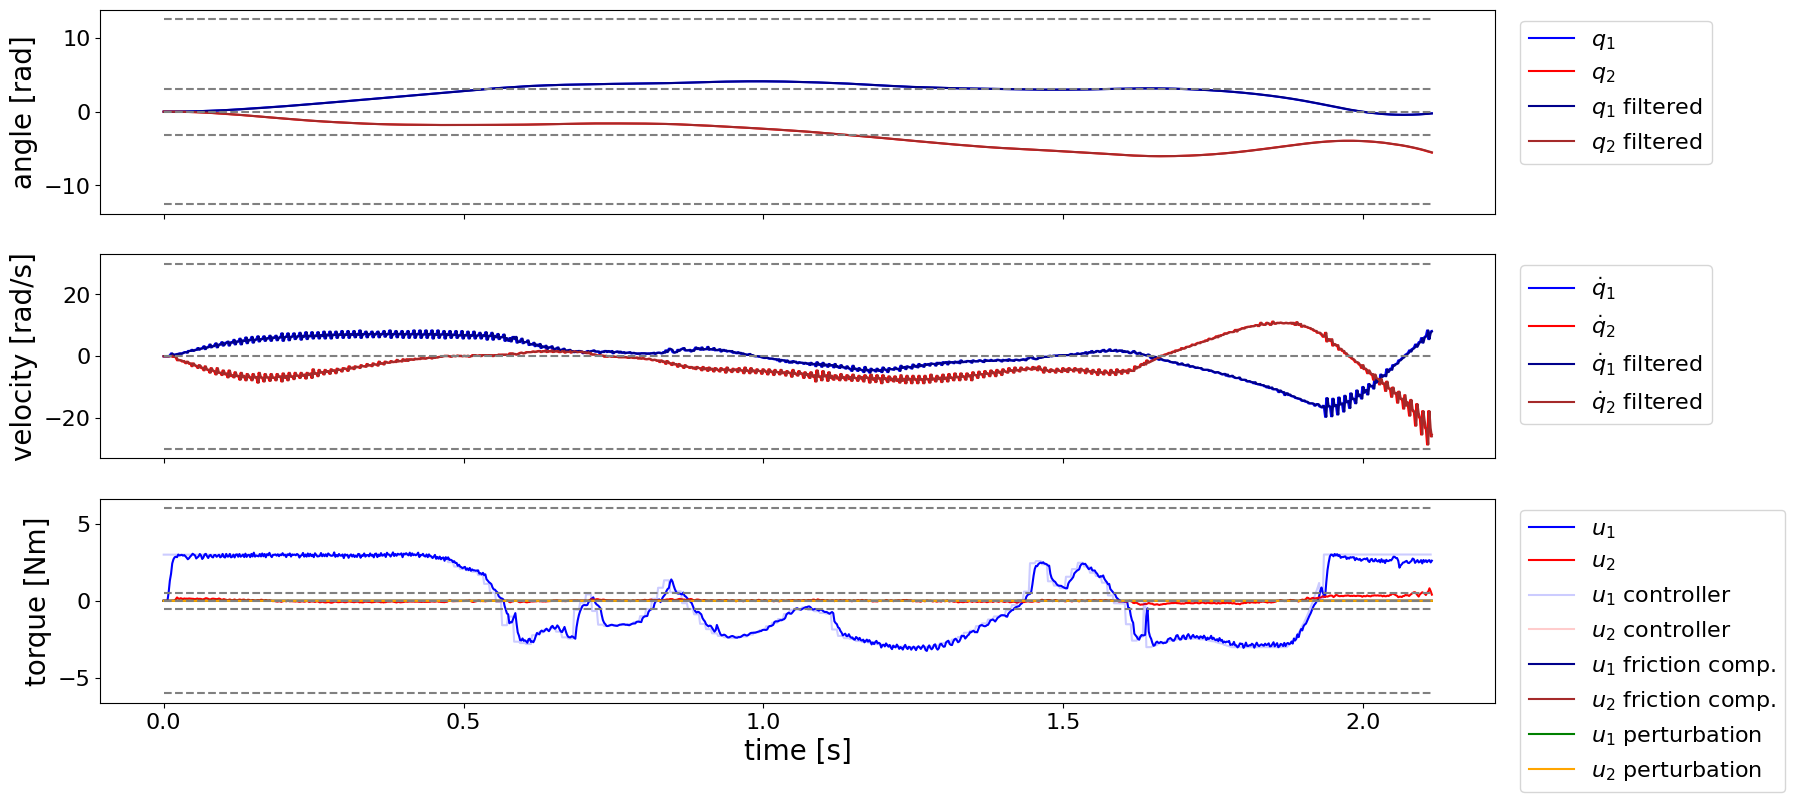 angle [rad]
10
0
−10
q₁
q₂
q₁ filtered
q₂ filtered
velocity [rad/s]
20
0
−20
q̇₁
q̇₂
q̇₁ filtered
q̇₂ filtered
torque [Nm]
5
0
−5
0.0 0.5 1.0 1.5 2.0
time [s]
u₁
u₂
u₁ controller
u₂ controller
u₁ friction comp.
u₂ friction comp.
u₁ perturbation
u₂ perturbation